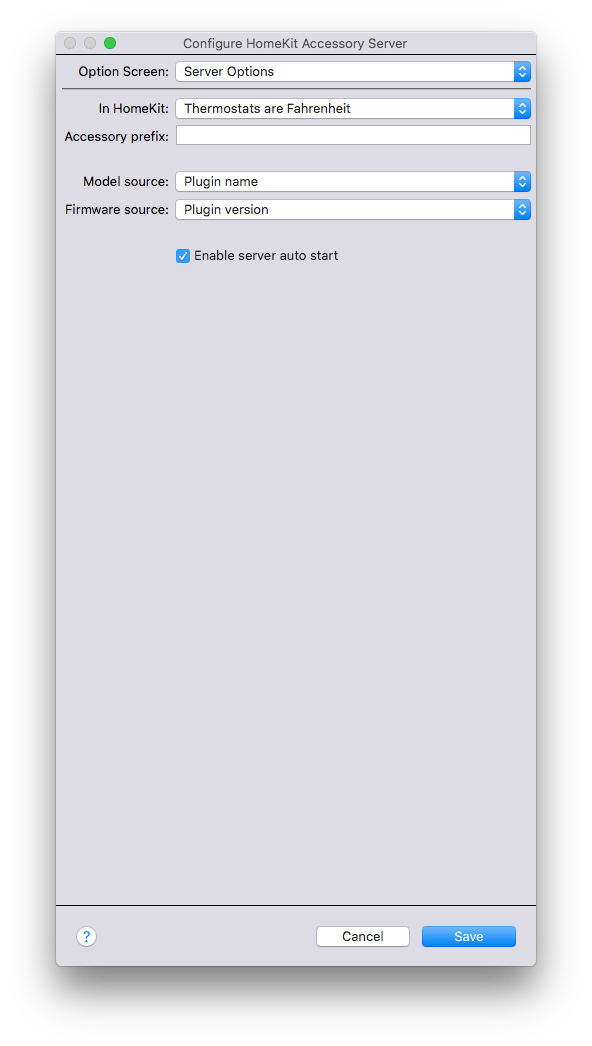 Configure HomeKit Accessory Server
Option Screen: Server Options
In HomeKit: Thermostats are Fahrenheit
Accessory prefix:
Model source: Plugin name
Firmware source: Plugin version
Enable server auto start
? Cancel Save